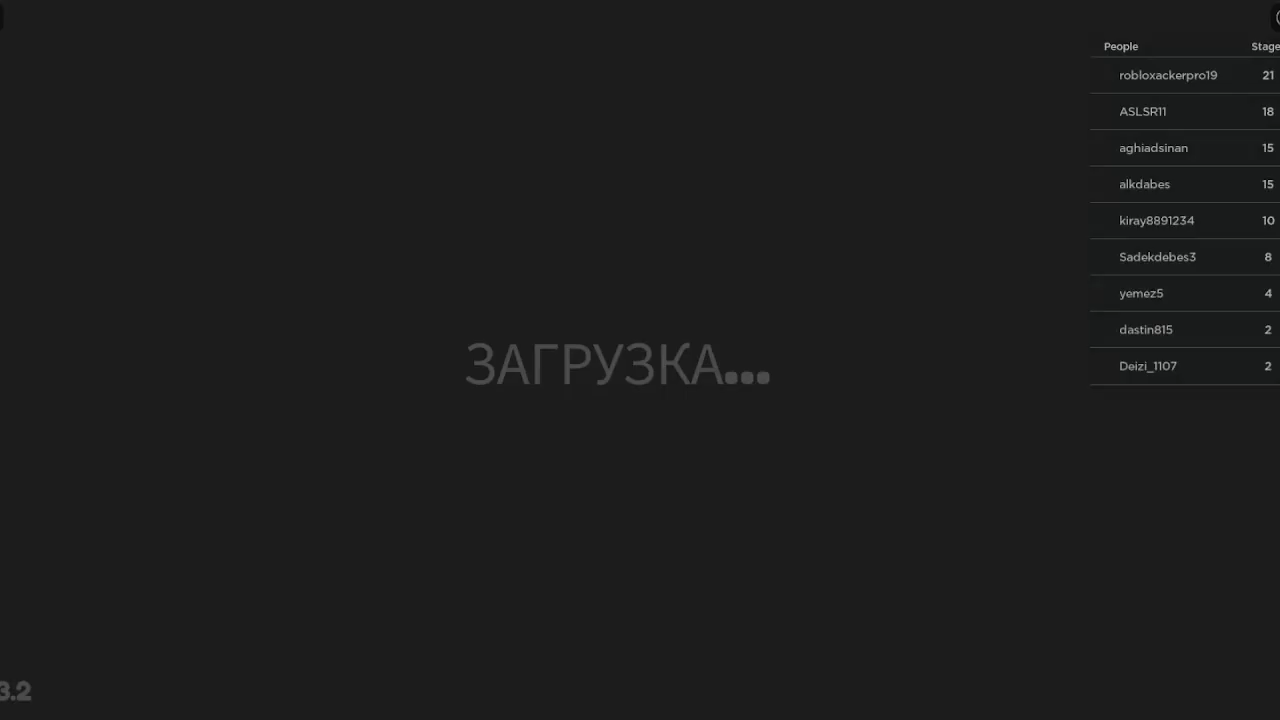 People Stage
robloxackerpro19 21
ASLSR11 18
aghiadsinan 15
alkdabes 15
kiray8891234 10
Sadekdebes3 8
yemez5 4
dastin815 2
Deizi_1107 2
ЗАГРУЗКА...
3.2